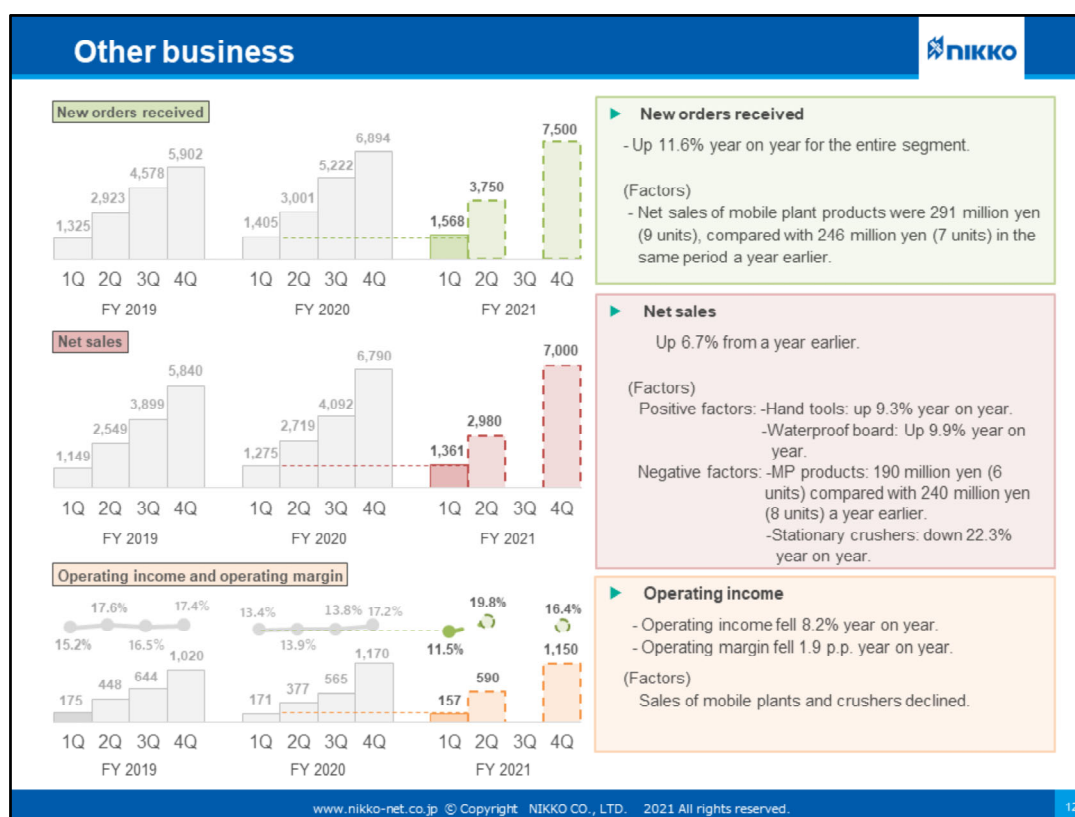 Other business
NIKKO
New orders received
1,325 2,923 4,578 5,902
1,405 3,001 5,222 6,894
1,568 3,750 7,500
1Q 2Q 3Q 4Q 1Q 2Q 3Q 4Q 1Q 2Q 3Q 4Q
FY 2019 FY 2020 FY 2021
Net sales
1,149 2,549 3,899 5,840
1,275 2,719 4,092 6,790
1,361 2,980 7,000
1Q 2Q 3Q 4Q 1Q 2Q 3Q 4Q 1Q 2Q 3Q 4Q
FY 2019 FY 2020 FY 2021
Operating income and operating margin
15.2% 17.6% 16.5% 17.4%
13.4% 13.9% 13.8% 17.2%
11.5% 19.8% 16.4%
175 448 644 1,020
171 377 565 1,170
157 590 1,150
1Q 2Q 3Q 4Q 1Q 2Q 3Q 4Q 1Q 2Q 3Q 4Q
FY 2019 FY 2020 FY 2021
New orders received
- Up 11.6% year on year for the entire segment.
(Factors)
- Net sales of mobile plant products were 291 million yen
(9 units), compared with 246 million yen (7 units) in the
same period a year earlier.
Net sales
Up 6.7% from a year earlier.
(Factors)
Positive factors: -Hand tools: up 9.3% year on year.
-Waterproof board: Up 9.9% year on
year.
Negative factors: -MP products: 190 million yen (6
units) compared with 240 million yen
(8 units) a year earlier.
-Stationary crushers: down 22.3%
year on year.
Operating income
- Operating income fell 8.2% year on year.
- Operating margin fell 1.9 p.p. year on year.
(Factors)
Sales of mobile plants and crushers declined.
www.nikko-net.co.jp © Copyright NIKKO CO., LTD. 2021 All rights reserved.
12